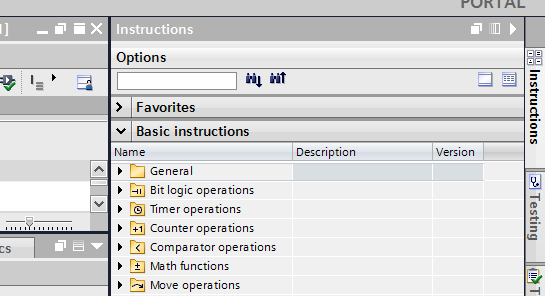 PORTAL
Instructions
Options
Favorites
Basic instructions
Name Description Version
General
Bit logic operations
Timer operations
Counter operations
Comparator operations
Math functions
Move operations
Instructions
Testing